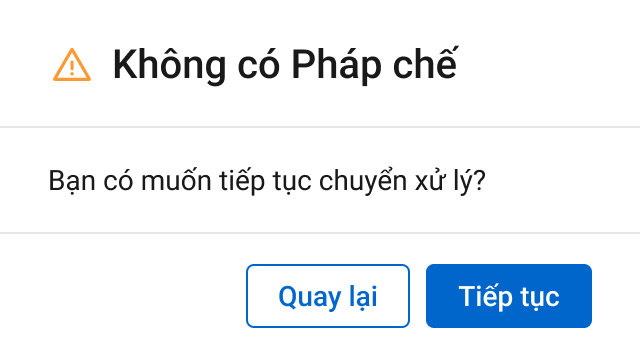 Không có Pháp chế
Bạn có muốn tiếp tục chuyển xử lý?
Quay lại
Tiếp tục